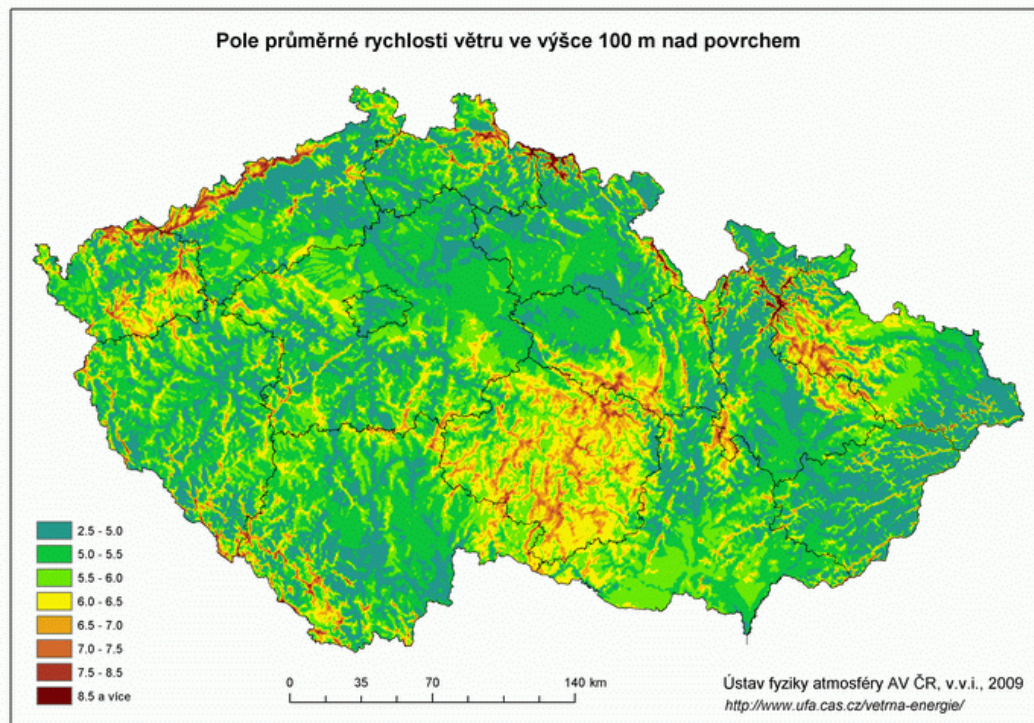 Pole průměrné rychlosti větru ve výšce 100 m nad povrchem
2.5 - 5.0
5.0 - 5.5
5.5 - 6.0
6.0 - 6.5
6.5 - 7.0
7.0 - 7.5
7.5 - 8.5
8.5 a více
0 35 70 140 km
Ústav fyziky atmosféry AV ČR, v.v.i., 2009
http://www.ufa.cas.cz/vetrna-energie/